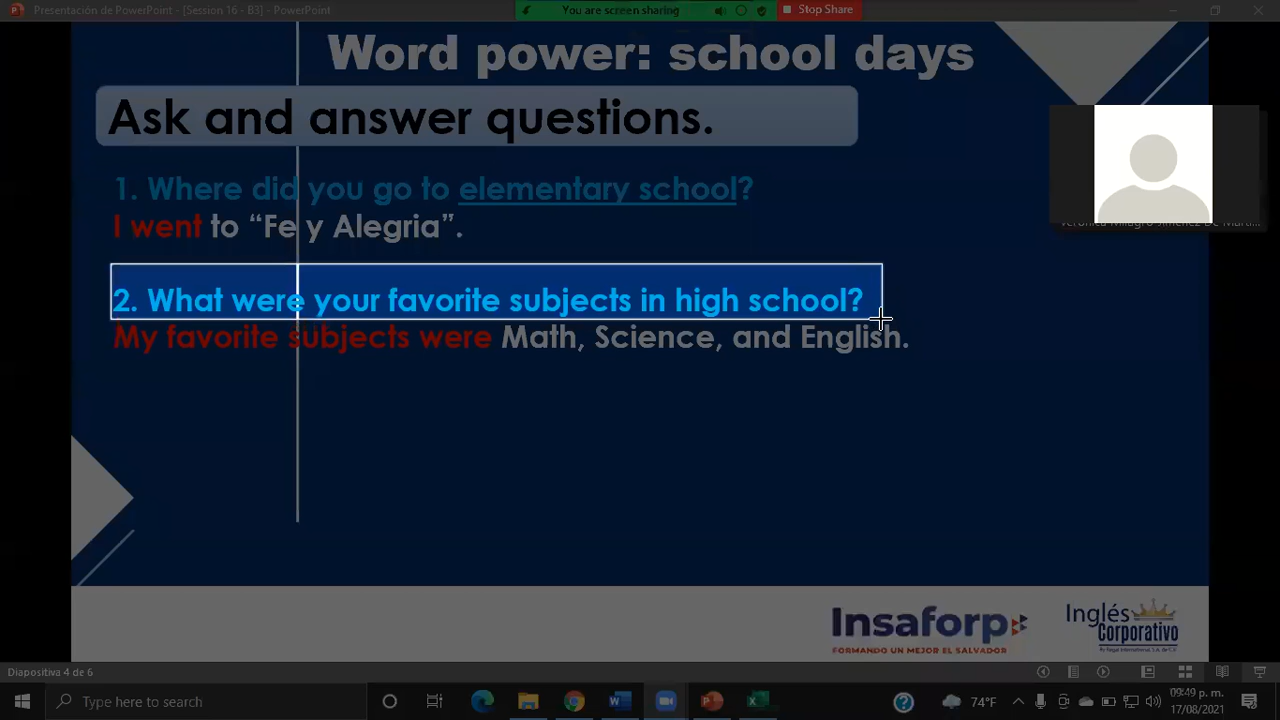 Presentación de PowerPoint - [Session 16 - B3] - PowerPoint
You are screen sharing
Stop Share
Word power: school days
Ask and answer questions.
1. Where did you go to elementary school?
I went to “Fe y Alegria”.
2. What were your favorite subjects in high school?
My favorite subjects were Math, Science, and English.
Insaforp
FORMANDO UN MEJOR EL SALVADOR
Inglés
Corporativo
Diapositiva 4 de 6
Type here to search
74°F
09:49 p. m.
17/08/2021